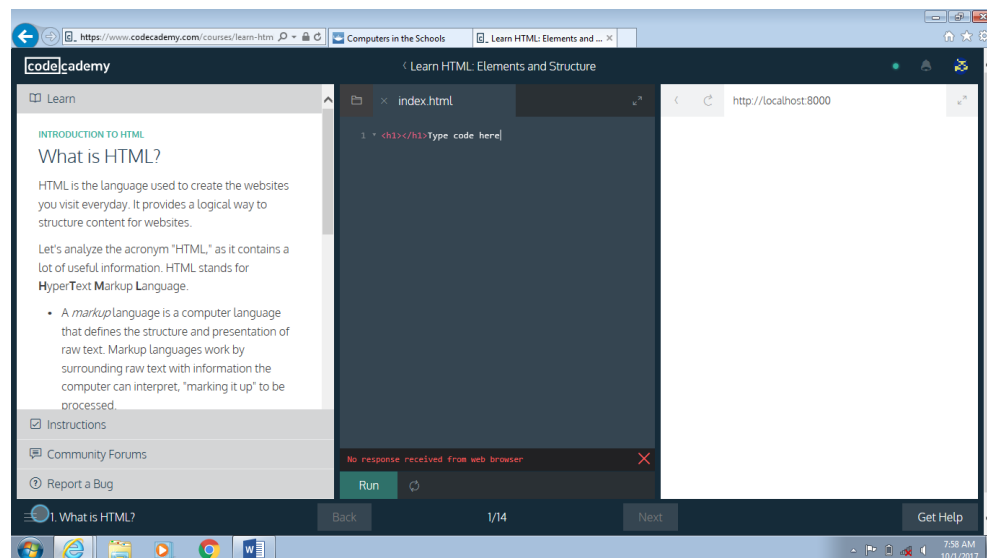 https://www.codecademy.com/courses/learn-htm
Computers in the Schools
Learn HTML: Elements and ...
codecademy
Learn HTML: Elements and Structure
Learn
index.html
http://localhost:8000
INTRODUCTION TO HTML
What is HTML?
HTML is the language used to create the websites
you visit everyday. It provides a logical way to
structure content for websites.
Let's analyze the acronym "HTML," as it contains a
lot of useful information. HTML stands for
HyperText Markup Language.
• A markup language is a computer language
that defines the structure and presentation of
raw text. Markup languages work by
surrounding raw text with information the
computer can interpret, "marking it up" to be
processed.
1 <h1></h1>Type code here
Instructions
Community Forums
Report a Bug
No response received from web browser
Run
1. What is HTML?
Back
1/14
Next
Get Help
7:58 AM
10/1/2017